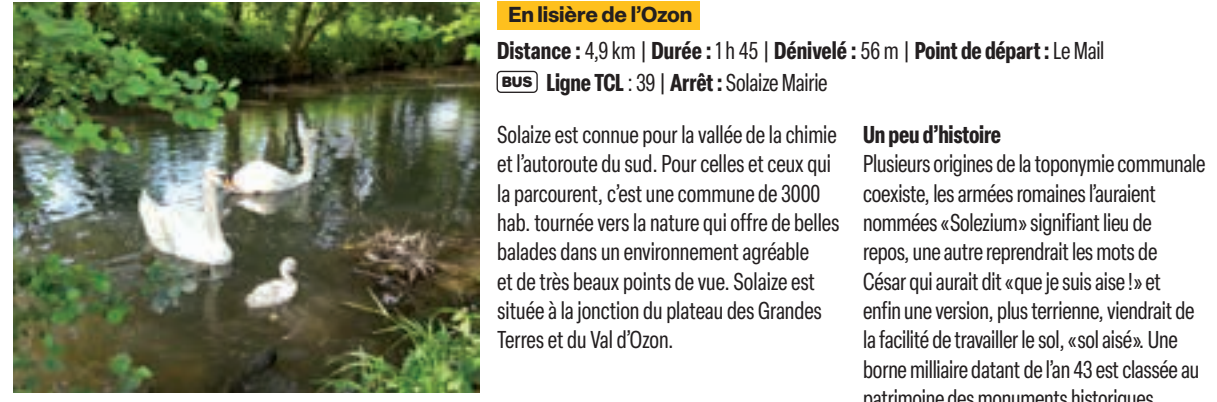 En lisière de l'Ozon
Distance : 4,9 km | Durée : 1 h 45 | Dénivelé : 56 m | Point de départ : Le Mail
BUS Ligne TCL : 39 | Arrêt : Solaize Mairie
Solaize est connue pour la vallée de la chimie
et l'autoroute du sud. Pour celles et ceux qui
la parcourent, c'est une commune de 3000
hab. tournée vers la nature qui offre de belles
balades dans un environnement agréable
et de très beaux points de vue. Solaize est
située à la jonction du plateau des Grandes
Terres et du Val d'Ozon.
Un peu d'histoire
Plusieurs origines de la toponymie communale
coexiste, les armées romaines l'auraient
nommées «Solezium» signifiant lieu de
repos, une autre reprendrait les mots de
César qui aurait dit «que je suis aise !» et
enfin une version, plus terrienne, viendrait de
la facilité de travailler le sol, «sol aisé». Une
borne milliaire datant de l'an 43 est classée au
patrimoine des monuments historiques